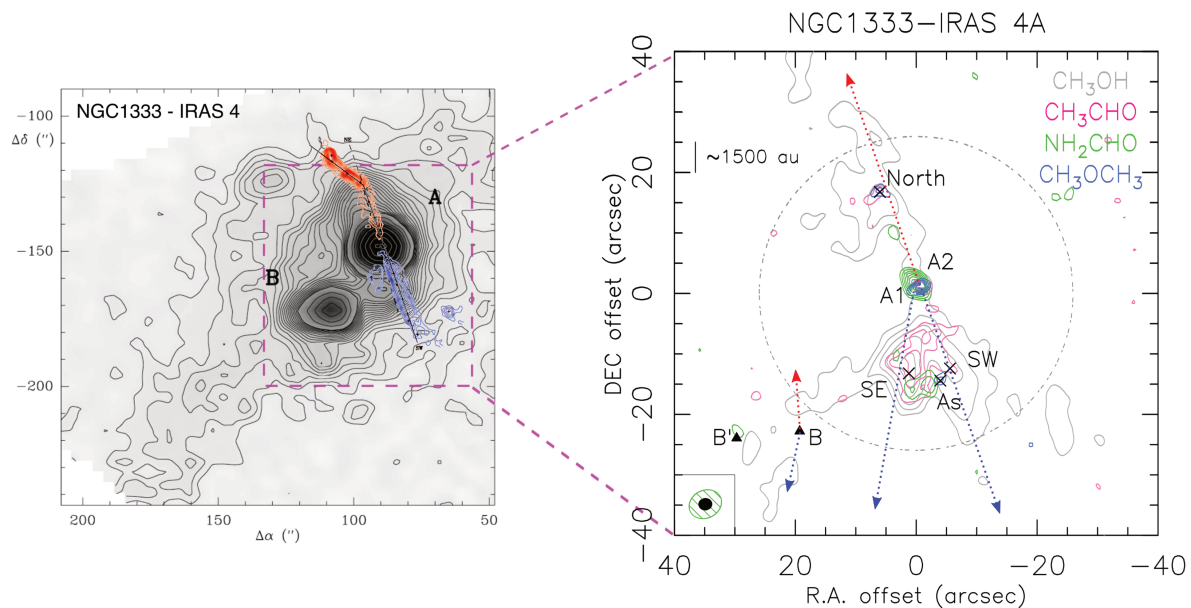 NGC1333 - IRAS 4
Δδ (")
-100
-150
-200
NE
A
B
SW
200
150
100
50
Δα (")
NGC1333-IRAS 4A
CH₃OH
CH₃CHO
NH₂CHO
CH₃OCH₃
~1500 au
North
A2
A1
SW
SE
As
B'
B
DEC offset (arcsec)
40
20
0
-20
-40
40
20
0
-20
-40
R.A. offset (arcsec)